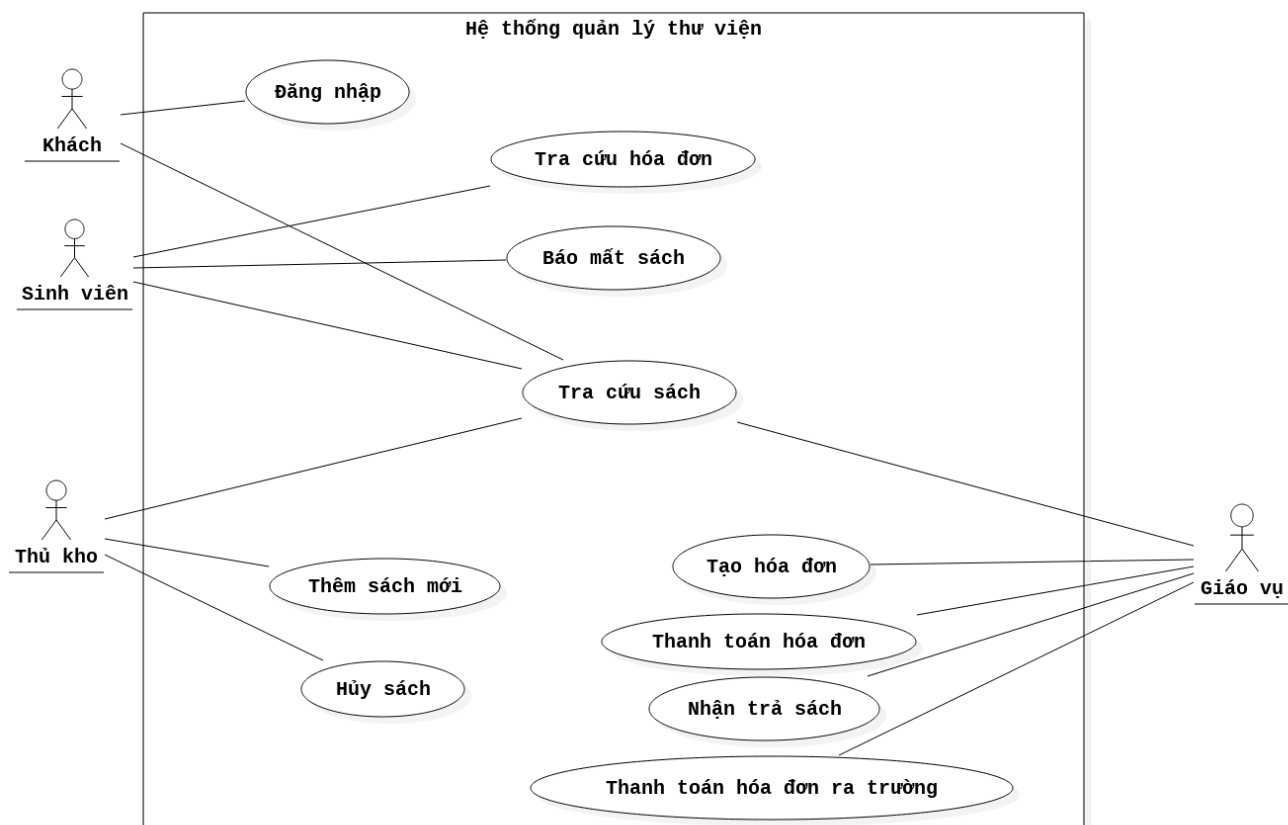 Hệ thống quản lý thư viện
Đăng nhập
Khách
Tra cứu hóa đơn
Báo mất sách
Sinh viên
Tra cứu sách
Thủ kho
Tạo hóa đơn
Thêm sách mới
Giáo vụ
Thanh toán hóa đơn
Hủy sách
Nhận trả sách
Thanh toán hóa đơn ra trường